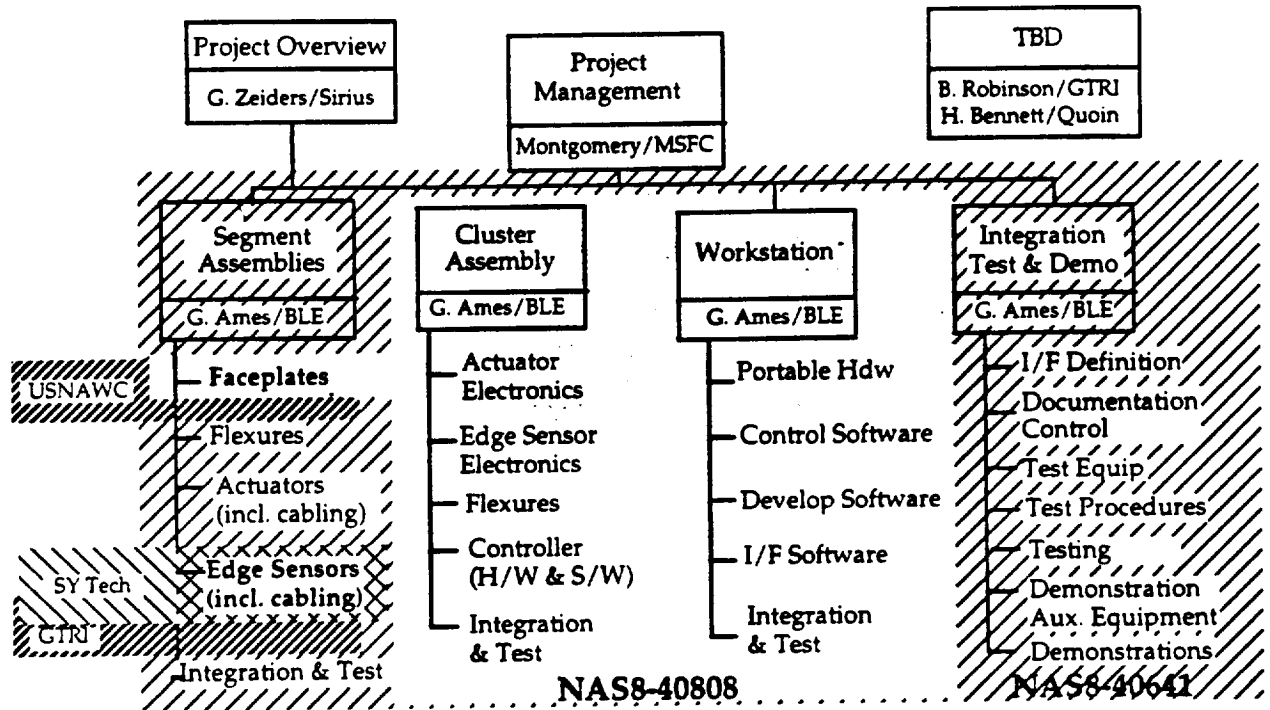 Project Overview
G. Zeiders/Sirius
Project
Management
Montgomery/MSFC
TBD
B. Robinson/GTRI
H. Bennett/Quoin
Segment
Assemblies
G. Ames/BLE
Cluster
Assembly
G. Ames/BLE
Workstation
G. Ames/BLE
Integration
Test & Demo
G. Ames/BLE
USNAWC
Faceplates
Flexures
Actuators
(incl. cabling)
SY Tech
Edge Sensors
(incl. cabling)
GTRI
Integration & Test
Actuator
Electronics
Edge Sensor
Electronics
Flexures
Controller
(H/W & S/W)
Integration
& Test
Portable Hdw
Control Software
Develop Software
I/F Software
Integration
& Test
I/F Definition
Documentation
Control
Test Equip
Test Procedures
Testing
Demonstration
Aux. Equipment
Demonstrations
NAS8-40808
NAS8-40641